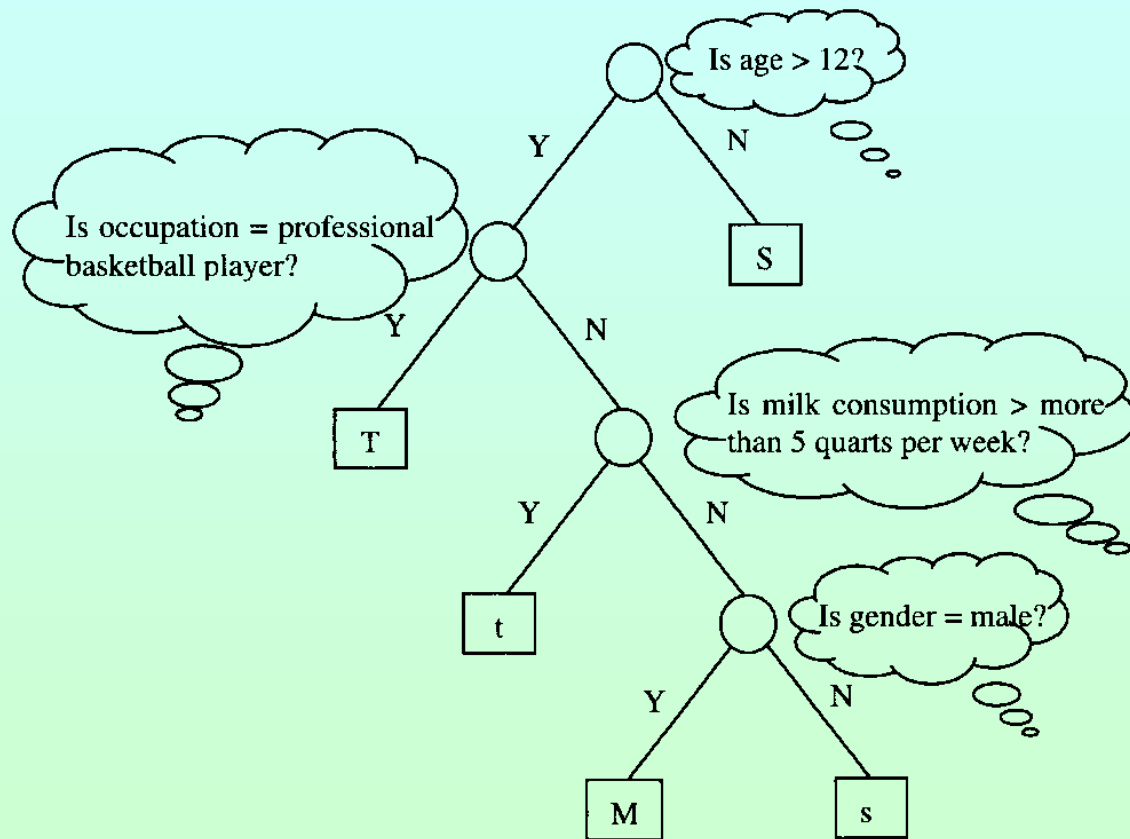 Is age > 12?
Y
N
Is occupation = professional
basketball player?
S
Y
N
Is milk consumption > more
than 5 quarts per week?
T
Y
N
t
Is gender = male?
Y
N
M
s